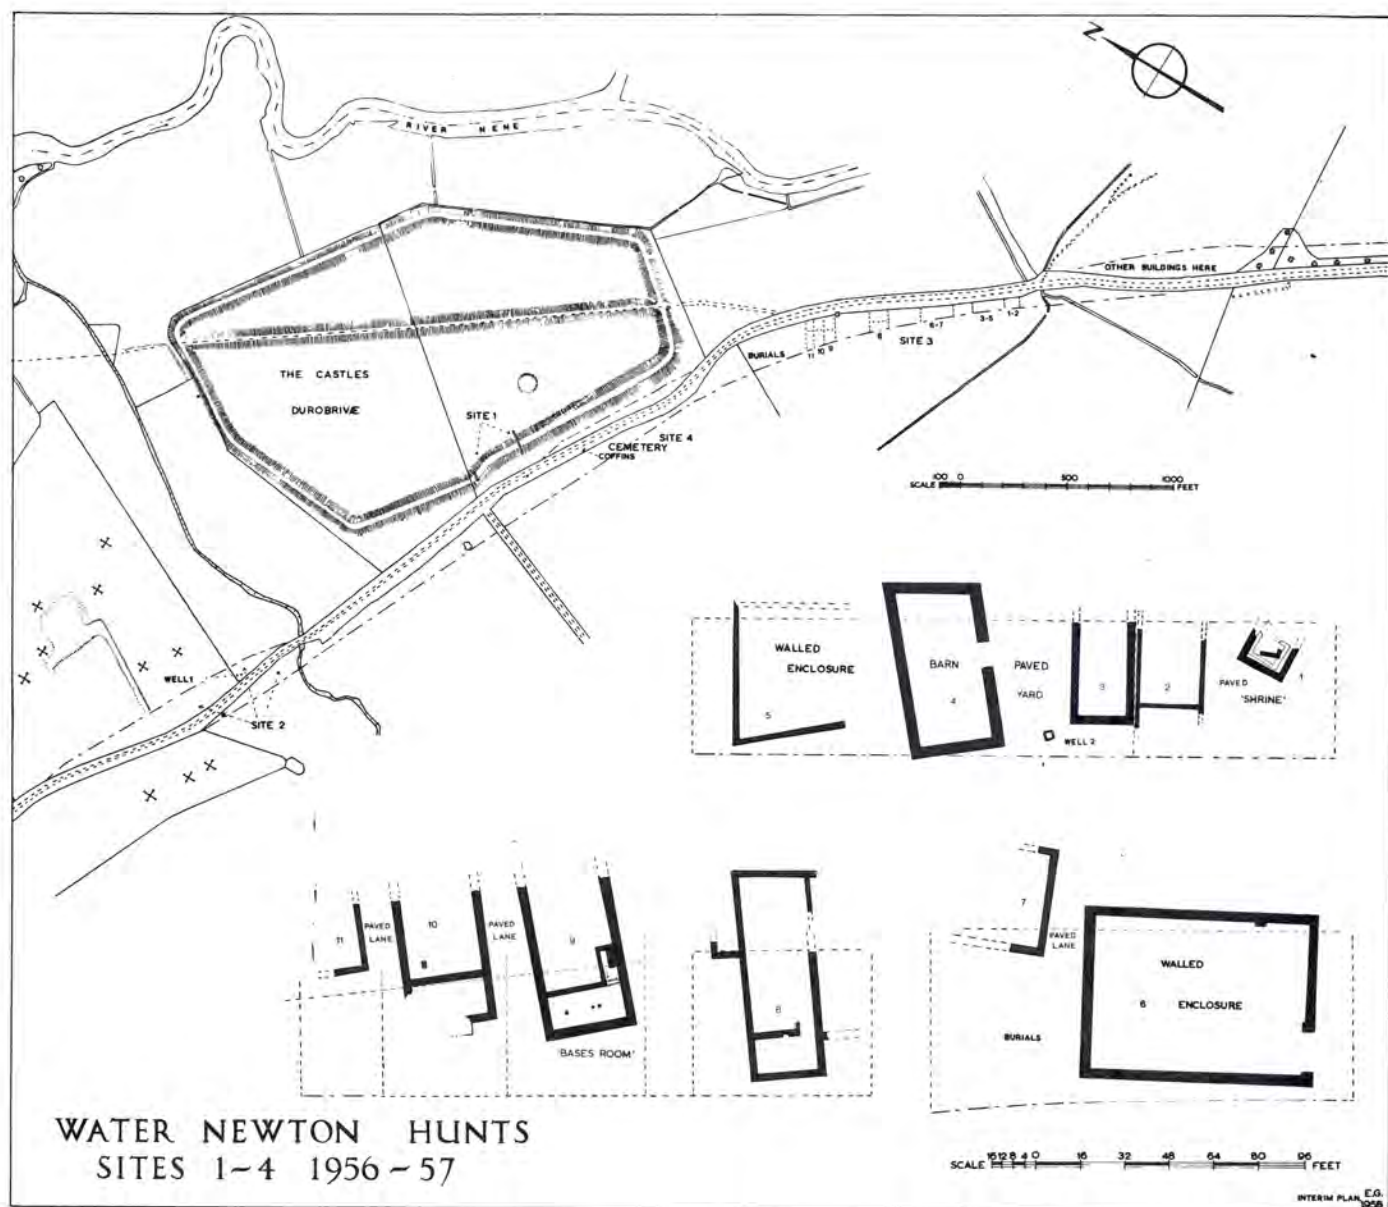 N
RIVER NENE
OTHER BUILDINGS HERE
THE CASTLES
DUROBRIVÆ
SITE 1
BURIALS
11 10 9
8
6-7
3-5
1-2
SITE 3
SITE 4
CEMETERY
COFFINS
SCALE 100 0 500 1000 FEET
WELL 1
SITE 2
WALLED
ENCLOSURE
5
BARN
4
PAVED
YARD
WELL 2
3
2
PAVED
'SHRINE'
1
11
PAVED
LANE
10
PAVED
LANE
9
'BASES ROOM'
8
7
PAVED
LANE
BURIALS
WALLED
6 ENCLOSURE
WATER NEWTON HUNTS
SITES 1-4 1956-57
SCALE 16 12 8 4 0 16 32 48 64 80 96 FEET
INTERIM PLAN E.G.
1958